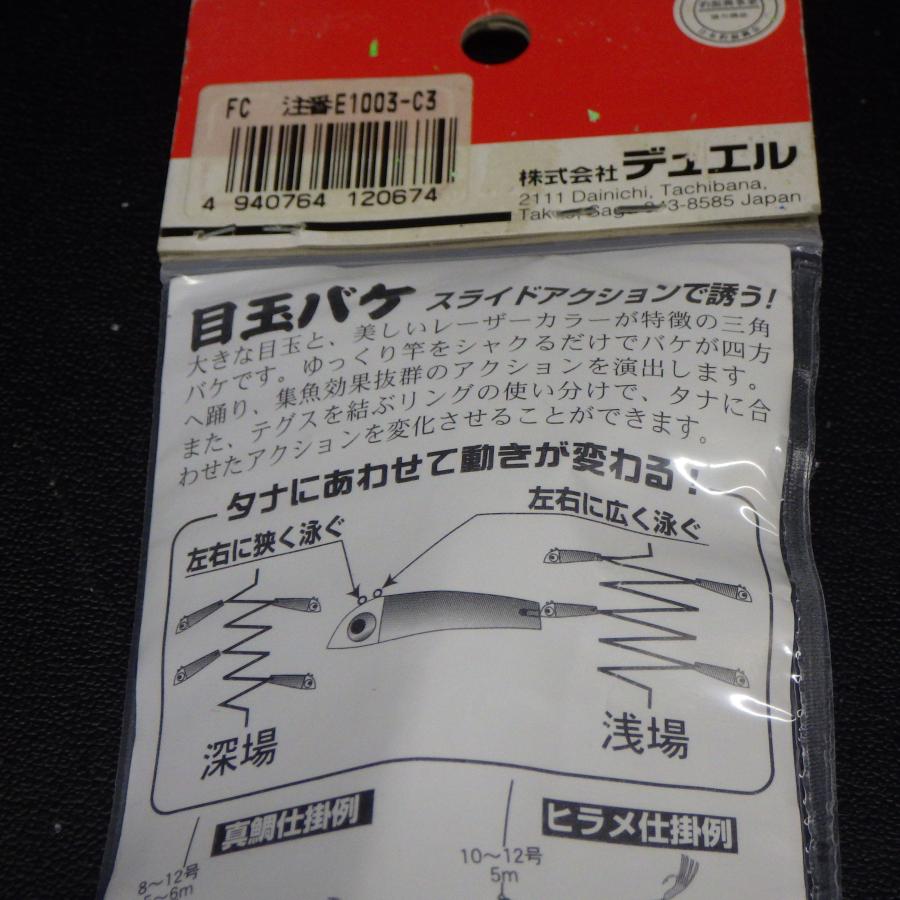 FC 注番E1003-C3
4 940764 120674
株式会社 デュエル
2111 Dainichi, Tachibana,
843-8585 Japan
目玉バケ スライドアクションで誘う!
大きな目玉と、美しいレーザーカラーが特徴の三角
バケです。ゆっくり竿をシャクるだけでバケが四方
へ踊り、集魚効果抜群のアクションを演出します。
また、テグスを結ぶリングの使い分けで、タナに合
わせたアクションを変化させることができます。
タナにあわせて動きが変わる!
左右に狭く泳ぐ
左右に広く泳ぐ
深場
浅場
真鯛仕掛例
ヒラメ仕掛例
8～12号
5～6m
10～12号
5m